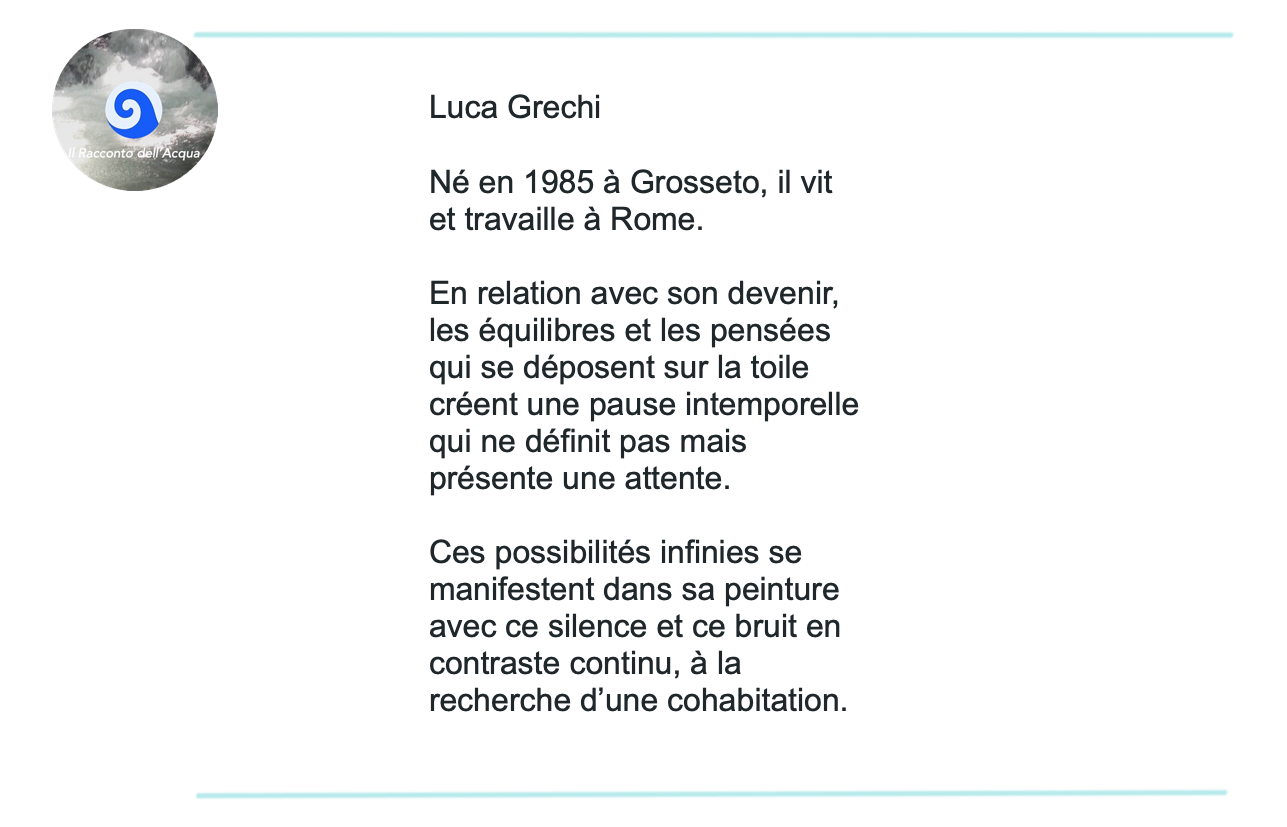 Il Racconto dell'Acqua
Luca Grechi
Né en 1985 à Grosseto, il vit
et travaille à Rome.
En relation avec son devenir,
les équilibres et les pensées
qui se déposent sur la toile
créent une pause intemporelle
qui ne définit pas mais
présente une attente.
Ces possibilités infinies se
manifestent dans sa peinture
avec ce silence et ce bruit en
contraste continu, à la
recherche d’une cohabitation.